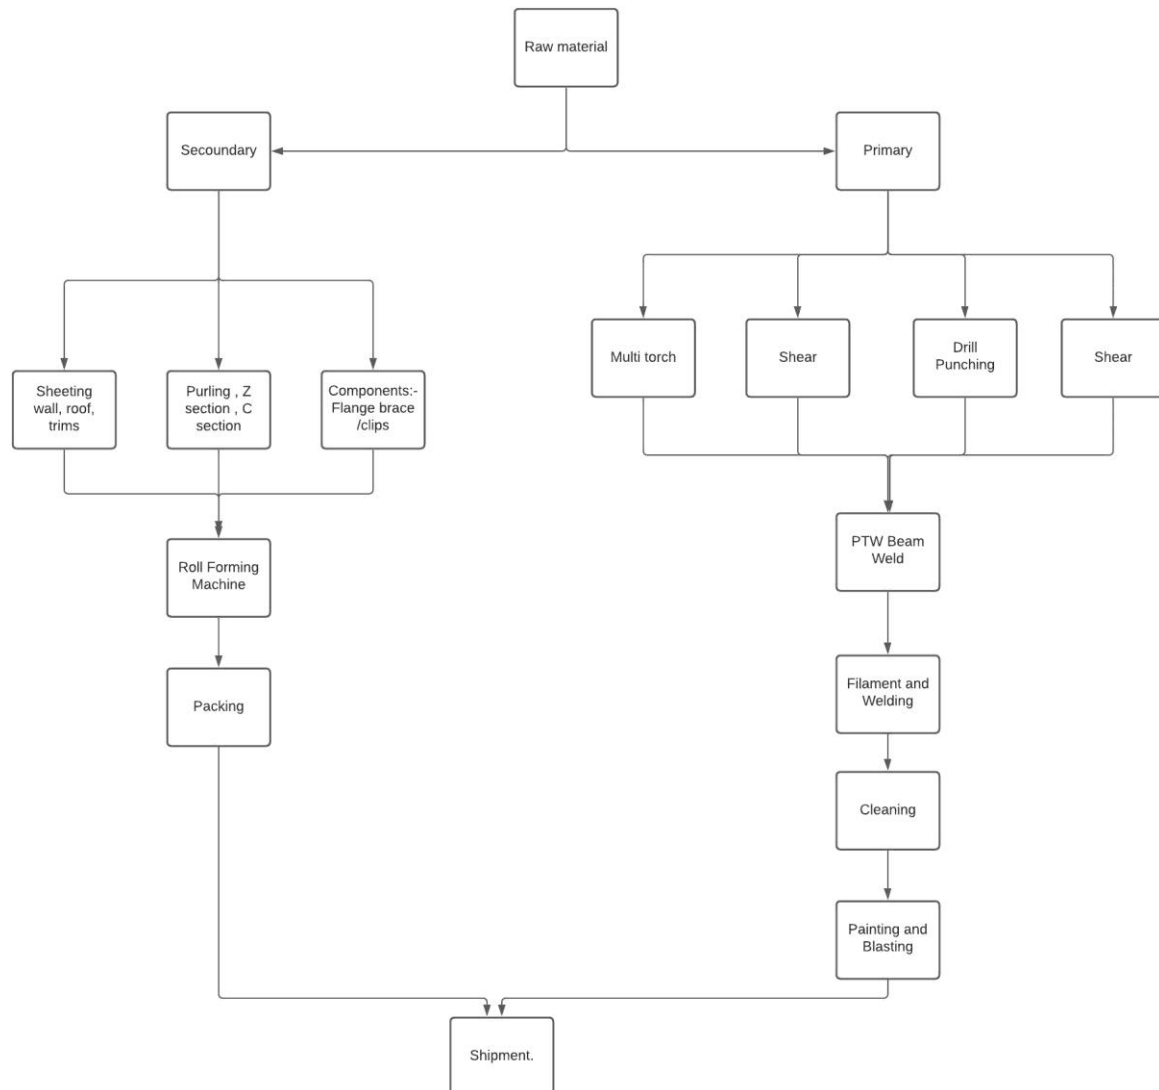 Raw material
Secoundary
Primary
Multi torch
Shear
Drill
Punching
Shear
Sheeting
wall, roof,
trims
Purling , Z
section , C
section
Components:-
Flange brace
/clips
PTW Beam
Weld
Roll Forming
Machine
Filament and
Welding
Packing
Cleaning
Painting and
Blasting
Shipment.